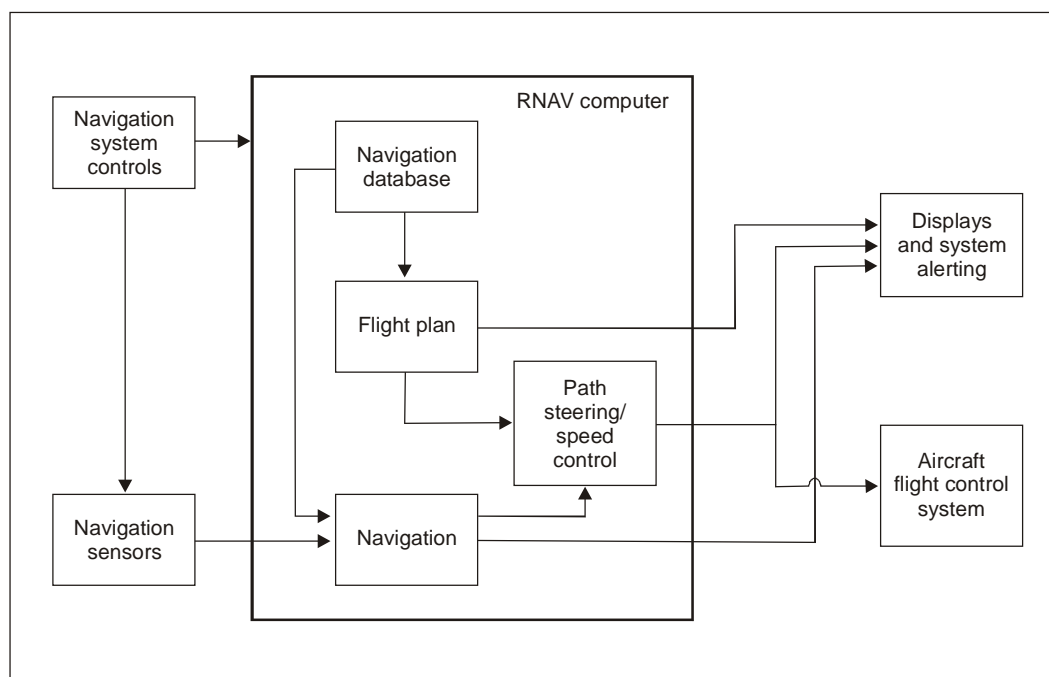 RNAV computer
Navigation
system
controls
Navigation
database
Displays
and system
alerting
Flight plan
Path
steering/
speed
control
Aircraft
flight control
system
Navigation
sensors
Navigation